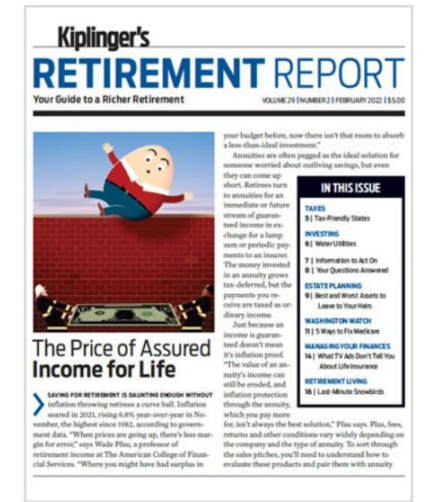 Kiplinger's
RETIREMENT REPORT
Your Guide to a Richer Retirement
VOLUME 29 | NUMBER 2 | FEBRUARY 2022 | $5.00
The Price of Assured
Income for Life
SAVING FOR RETIREMENT IS DAUNTING ENOUGH WITHOUT
inflation throwing retirees a curve ball. Inflation
soared in 2021, rising 6.8% year-over-year in No-
vember, the highest since 1982, according to govern-
ment data. "When prices are going up, there's less mar-
gin for error," says Wade Pfau, a professor of
retirement income at The American College of Finan-
cial Services. "Where you might have had surplus in
your budget before, now there isn't that room to absorb
a less-than-ideal investment."
Annuities are often pegged as the ideal solution for
someone worried about outliving savings, but even
they can come up
short. Retirees turn
to annuities for an
immediate or future
stream of guaran-
teed income in ex-
change for a lump
sum or periodic pay-
ments to an insurer.
The money invested
in an annuity grows
tax-deferred, but the
payments you re-
ceive are taxed as or-
dinary income.
Just because an
income is guaran-
teed doesn't mean
it's inflation proof.
"The value of an an-
nuity's income can
still be eroded, and
inflation protection
through the annuity,
which you pay more
for, isn't always the best solution," Pfau says. Plus, fees,
returns and other conditions vary widely depending on
the company and the type of annuity. To sort through
the sales pitches, you'll need to understand how to
evaluate these products and pair them with annuity
IN THIS ISSUE
TAXES
5 | Tax-Friendly States
INVESTING
6 | Water Utilities
7 | Information to Act On
8 | Your Questions Answered
ESTATE PLANNING
9 | Best and Worst Assets to
Leave to Your Heirs
WASHINGTON WATCH
11 | 5 Ways to Fix Medicare
MANAGING YOUR FINANCES
14 | What TV Ads Don't Tell You
About Life Insurance
RETIREMENT LIVING
16 | Last-Minute Snowbirds